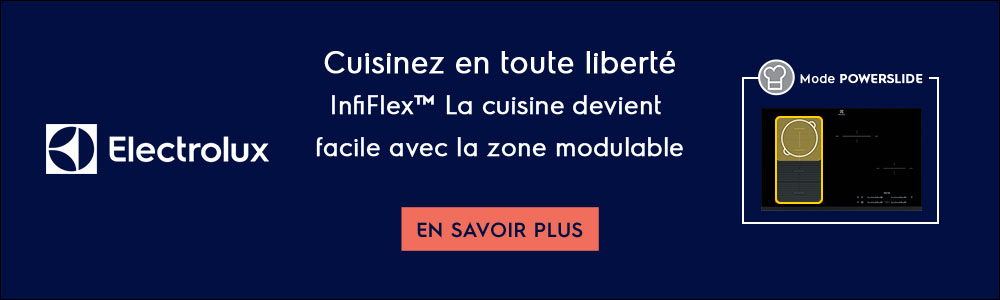 Electrolux
Cuisinez en toute liberté
InfiFlex™ La cuisine devient
facile avec la zone modulable
EN SAVOIR PLUS
Mode POWERSLIDE